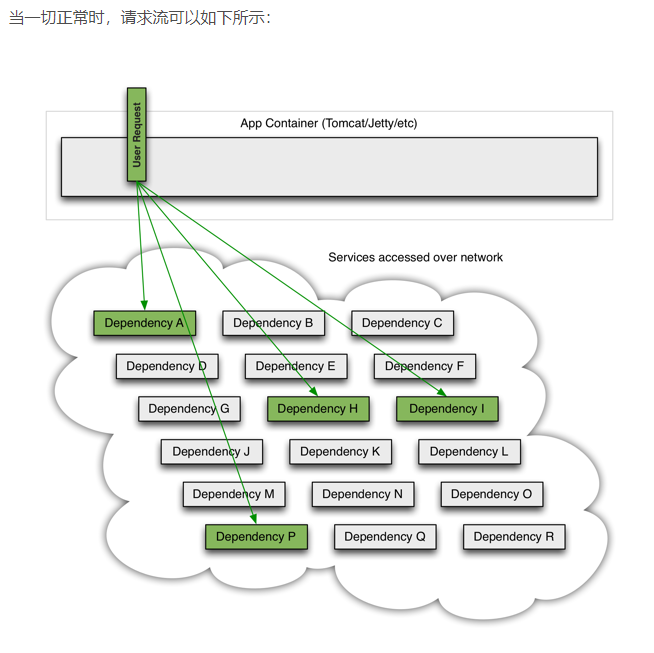 当一切正常时，请求流可以如下所示：
User Request
App Container (Tomcat/Jetty/etc)
Services accessed over network
Dependency A
Dependency B
Dependency C
Dependency D
Dependency E
Dependency F
Dependency G
Dependency H
Dependency I
Dependency J
Dependency K
Dependency L
Dependency M
Dependency N
Dependency O
Dependency P
Dependency Q
Dependency R